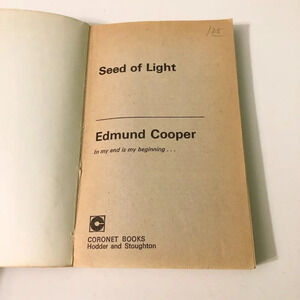 125
Seed of Light
Edmund Cooper
In my end is my beginning . . .
CORONET BOOKS
Hodder and Stoughton